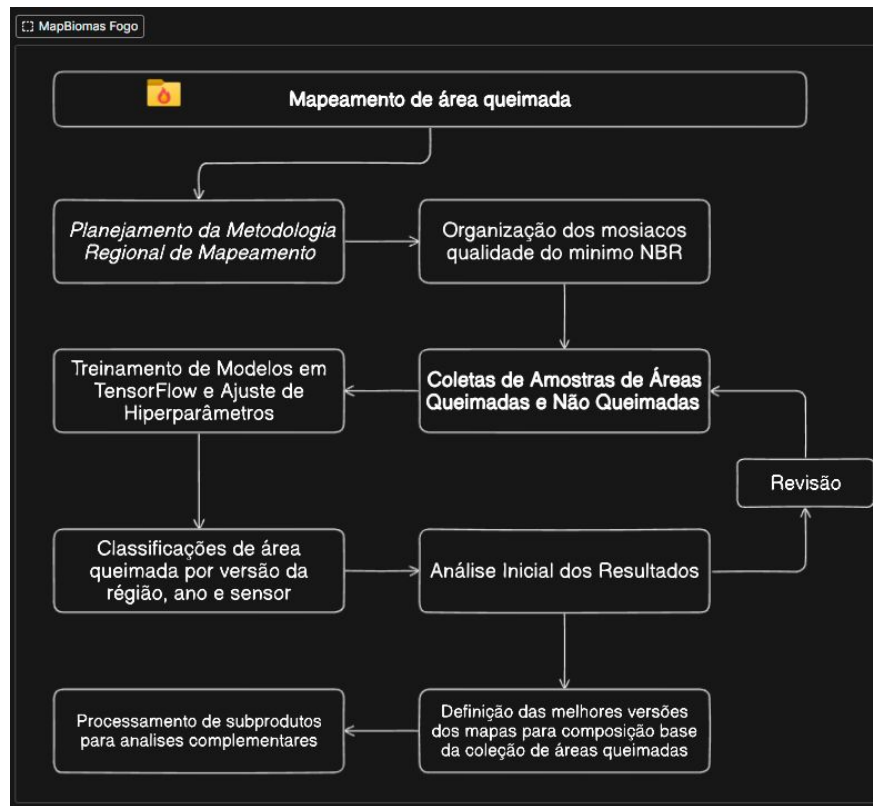 MapBiomas Fogo
Mapeamento de área queimada
Planejamento da Metodologia
Regional de Mapeamento
Organização dos mosiacos
qualidade do minimo NBR
Treinamento de Modelos em
TensorFlow e Ajuste de
Hiperparâmetros
Coletas de Amostras de Áreas
Queimadas e Não Queimadas
Revisão
Classificações de área
queimada por versão da
régião, ano e sensor
Análise Inicial dos Resultados
Processamento de subprodutos
para analises complementares
Definição das melhores versões
dos mapas para composição base
da coleção de áreas queimadas